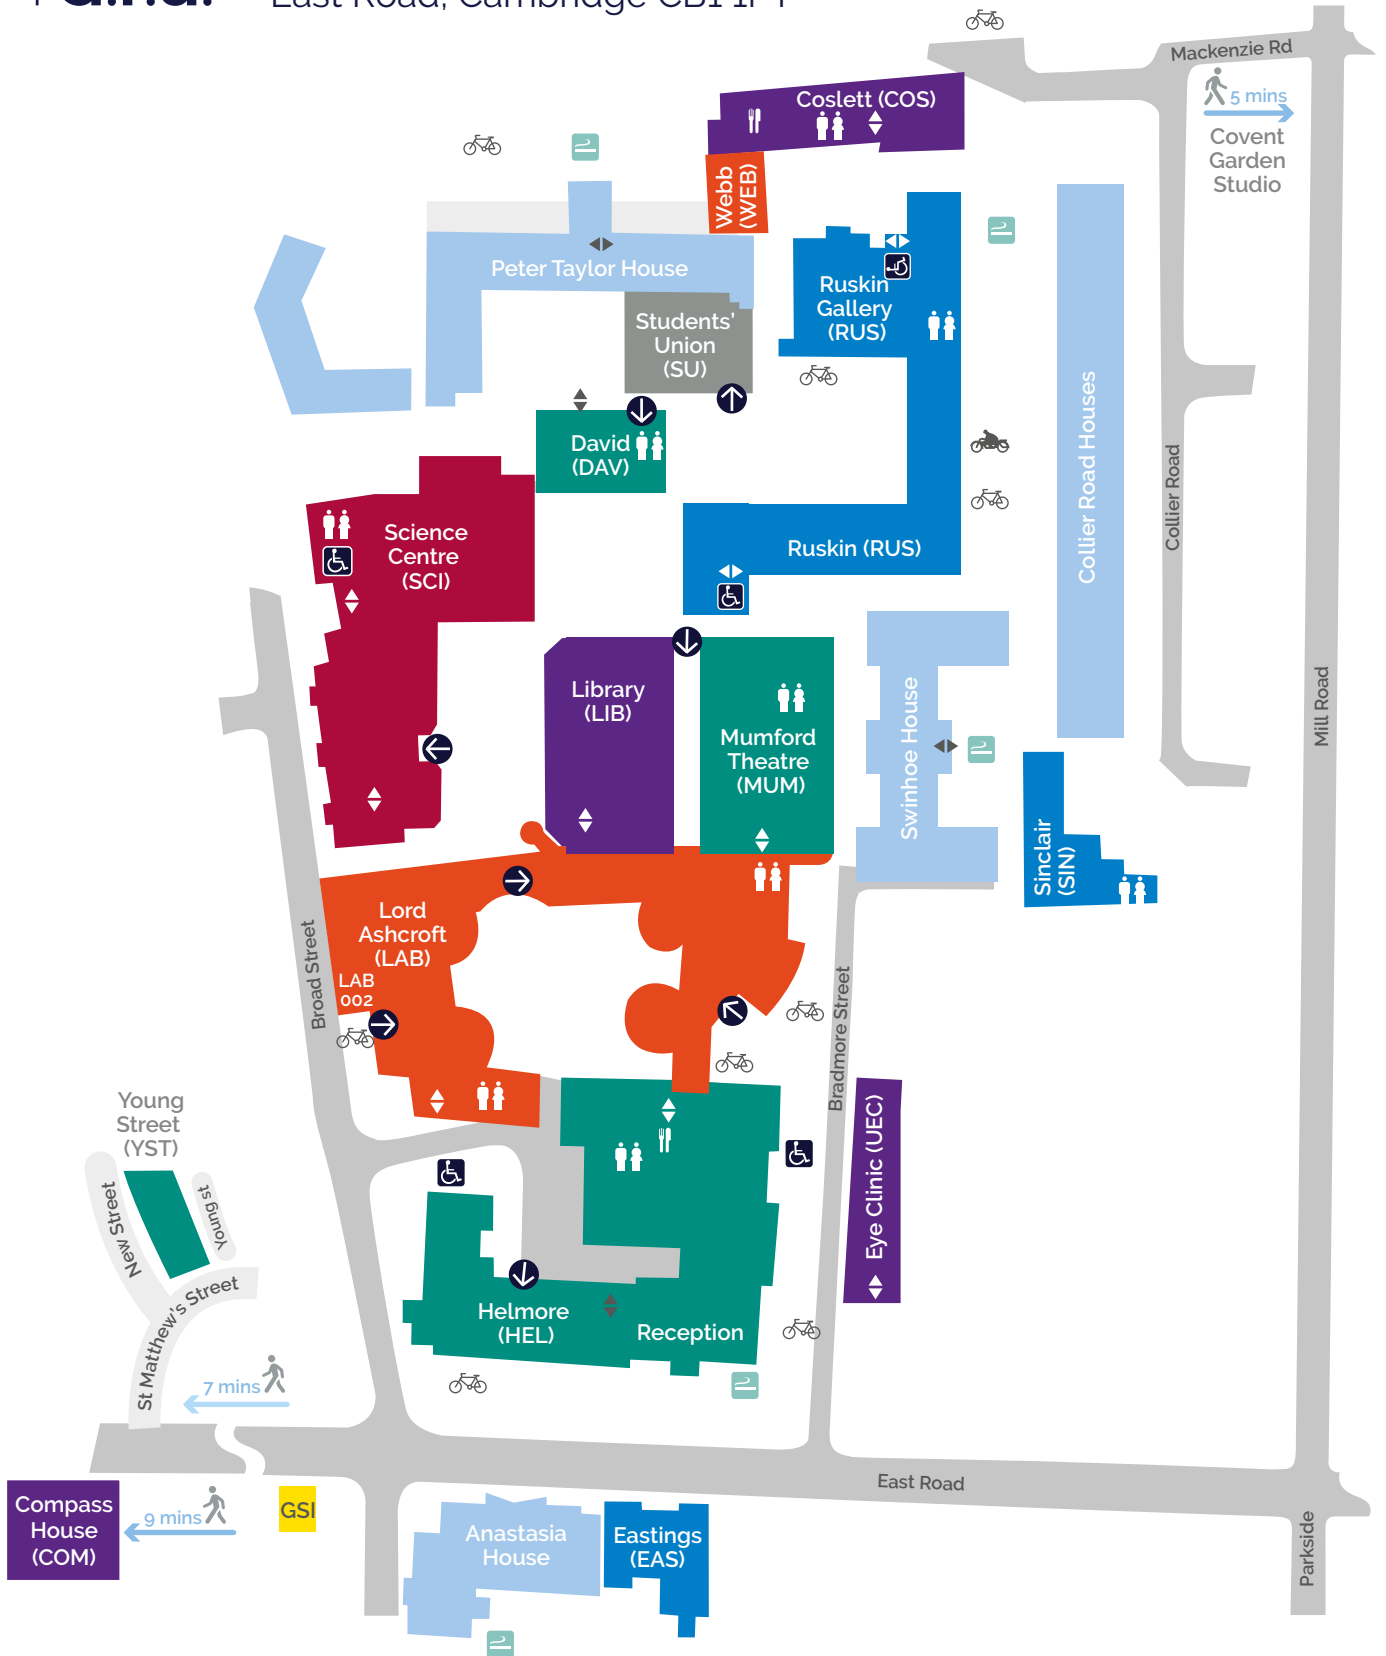 a.r.u.
East Road, Cambridge CB1 1PT
Mackenzie Rd
5 mins
Covent
Garden
Studio
Coslett (COS)
Webb
(WEB)
Peter Taylor House
Students'
Union
(SU)
Ruskin
Gallery
(RUS)
David
(DAV)
Science
Centre
(SCI)
Ruskin (RUS)
Collier Road Houses
Collier Road
Mill Road
Library
(LIB)
Mumford
Theatre
(MUM)
Swinhoe House
Sinclair
(SIN)
Lord
Ashcroft
(LAB)
LAB
002
Broad Street
Bradmore Street
Eye Clinic (UEC)
Young
Street
(YST)
New Street
Young st
St Matthew's Street
Helmore
(HEL)
Reception
7 mins
East Road
Compass
House
(COM)
9 mins
GSI
Anastasia
House
Eastings
(EAS)
Parkside